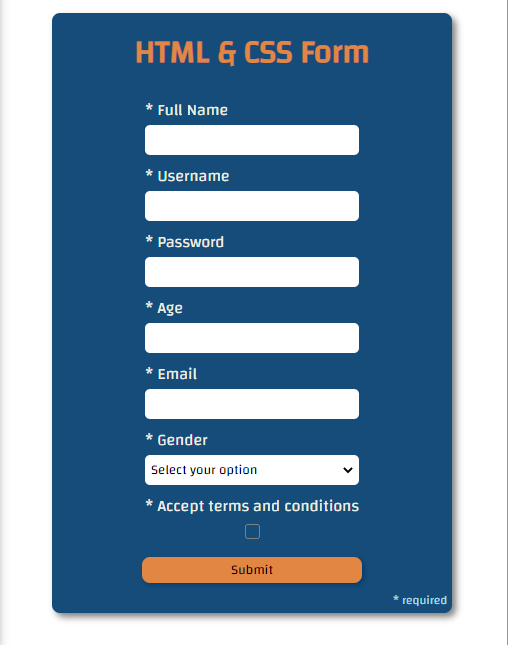 HTML & CSS Form
* Full Name
* Username
* Password
* Age
* Email
* Gender
Select your option
* Accept terms and conditions
Submit
* required